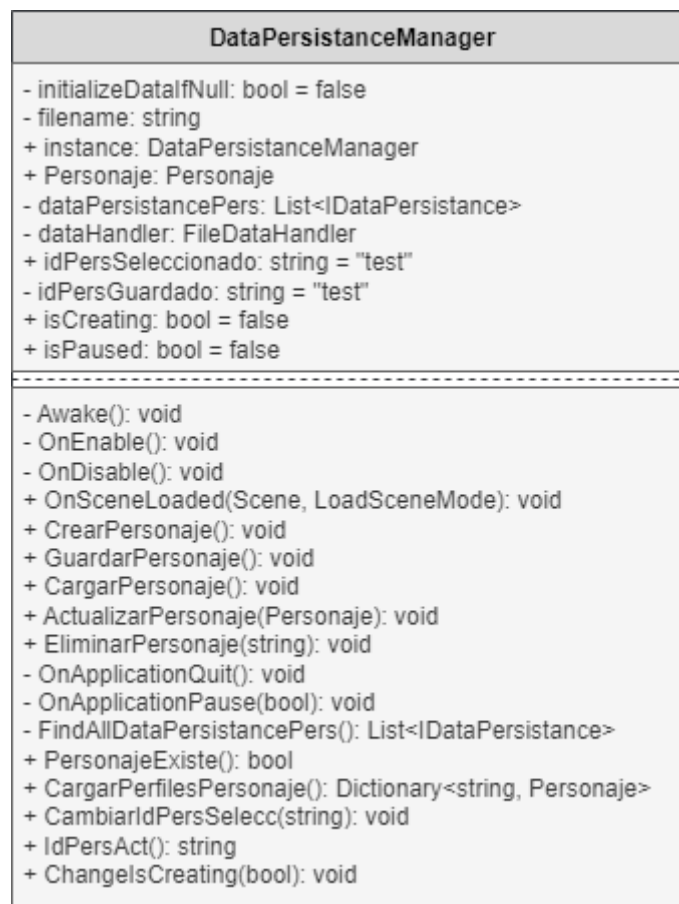 DataPersistanceManager
- initializeDataIfNull: bool = false
- filename: string
+ instance: DataPersistanceManager
+ Personaje: Personaje
- dataPersistancePers: List<IDataPersistance>
- dataHandler: FileDataHandler
+ idPersSeleccionado: string = "test"
- idPersGuardado: string = "test"
+ isCreating: bool = false
+ isPaused: bool = false
- Awake(): void
- OnEnable(): void
- OnDisable(): void
+ OnSceneLoaded(Scene, LoadSceneMode): void
+ CrearPersonaje(): void
+ GuardarPersonaje(): void
+ CargarPersonaje(): void
+ ActualizarPersonaje(Personaje): void
+ EliminarPersonaje(string): void
- OnApplicationQuit(): void
- OnApplicationPause(bool): void
- FindAllDataPersistancePers(): List<IDataPersistance>
+ PersonajeExiste(): bool
+ CargarPerfilesPersonaje(): Dictionary<string, Personaje>
+ CambiarIdPersSelecc(string): void
+ IdPersAct(): string
+ ChangeIsCreating(bool): void